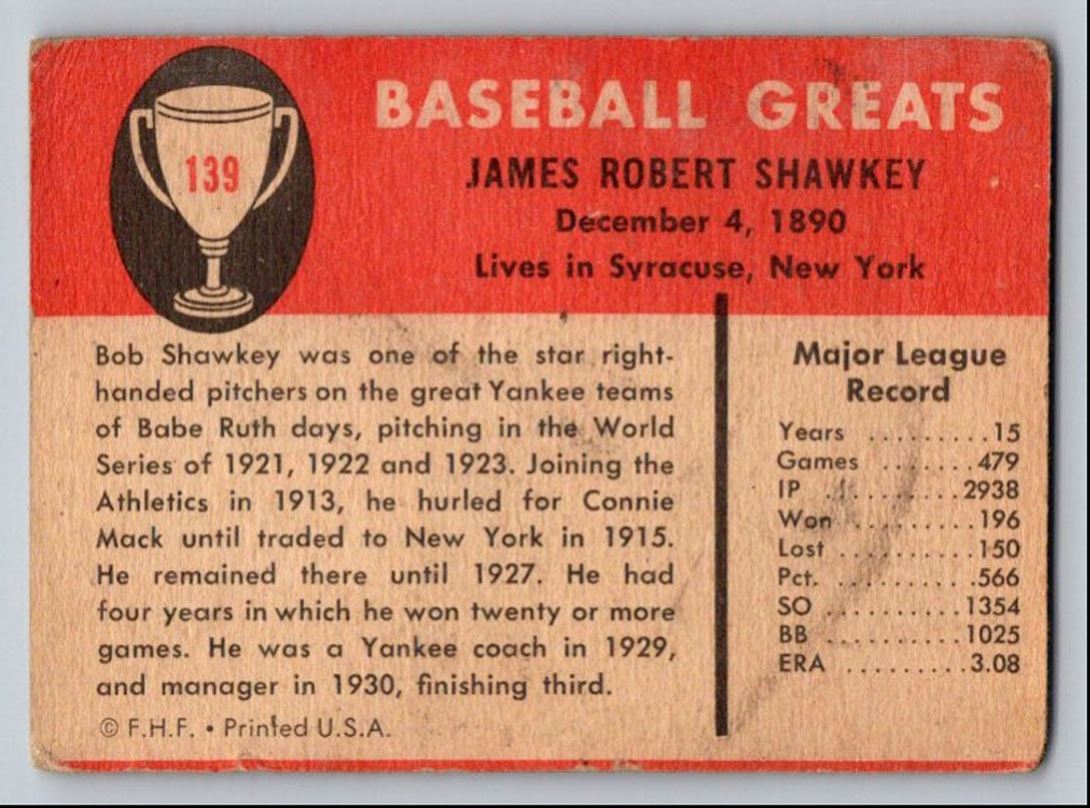 139
BASEBALL GREATS
JAMES ROBERT SHAWKEY
December 4, 1890
Lives in Syracuse, New York
Bob Shawkey was one of the star right-
handed pitchers on the great Yankee teams
of Babe Ruth days, pitching in the World
Series of 1921, 1922 and 1923. Joining the
Athletics in 1913, he hurled for Connie
Mack until traded to New York in 1915.
He remained there until 1927. He had
four years in which he won twenty or more
games. He was a Yankee coach in 1929,
and manager in 1930, finishing third.
© F.H.F. • Printed U.S.A.
Major League
Record
Years .........15
Games .......479
IP ..........2938
Won .........196
Lost ..........150
Pct. ..........566
SO ..........1354
BB ..........1025
ERA .........3.08